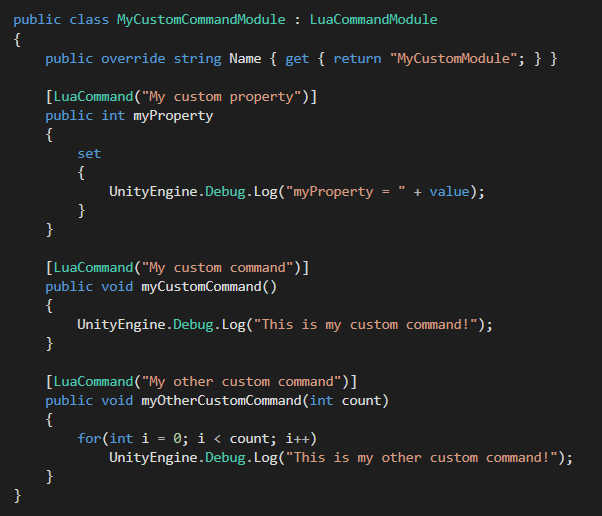 public class MyCustomCommandModule : LuaCommandModule
{
    public override string Name { get { return "MyCustomModule"; } }

    [LuaCommand("My custom property")]
    public int myProperty
    {
        set
        {
            UnityEngine.Debug.Log("myProperty = " + value);
        }
    }

    [LuaCommand("My custom command")]
    public void myCustomCommand()
    {
        UnityEngine.Debug.Log("This is my custom command!");
    }

    [LuaCommand("My other custom command")]
    public void myOtherCustomCommand(int count)
    {
        for(int i = 0; i < count; i++)
            UnityEngine.Debug.Log("This is my other custom command!");
    }
}